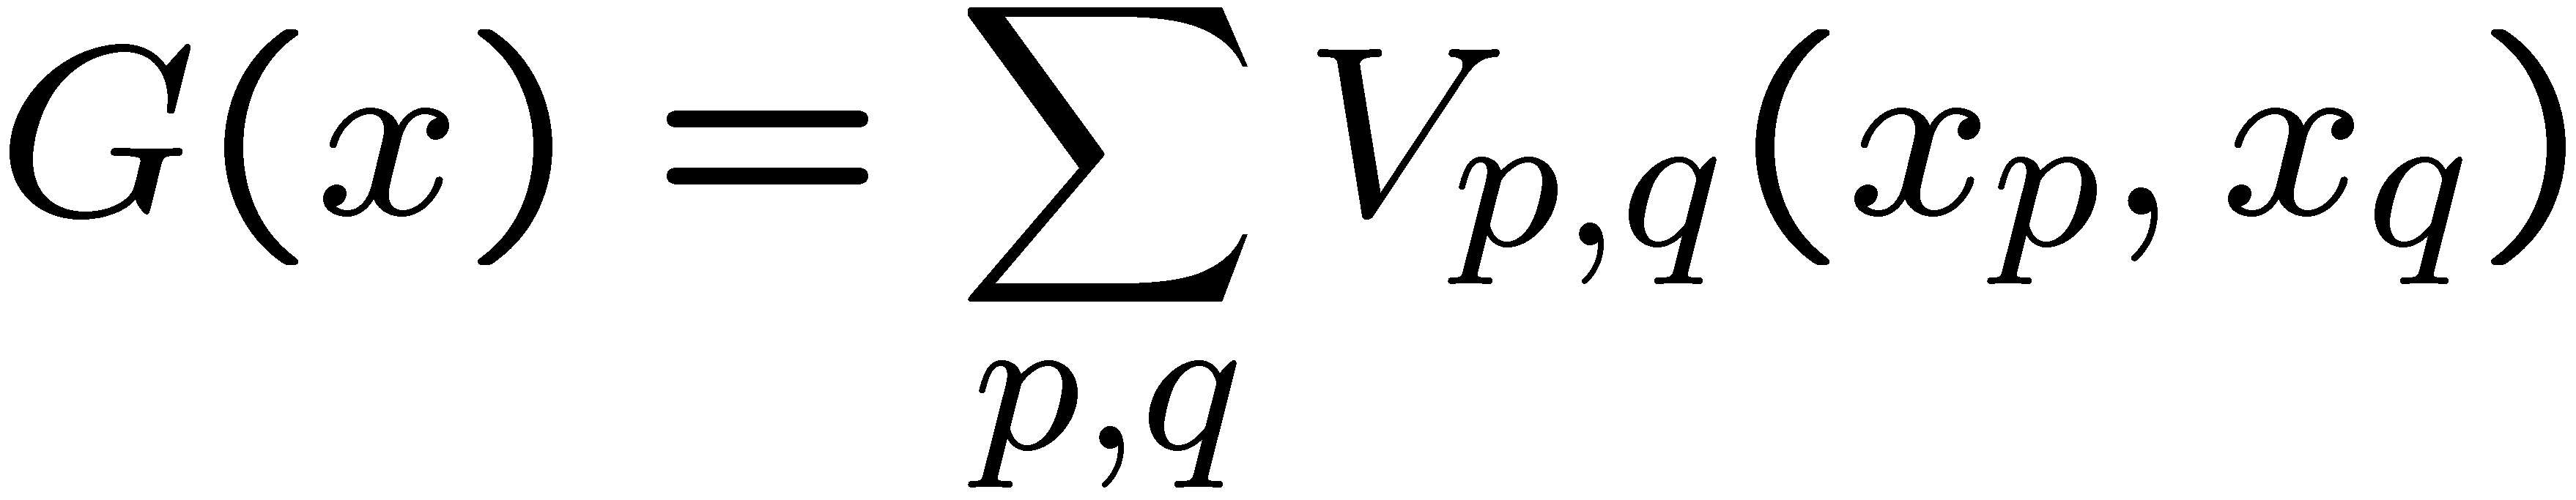 G(x) = ∑ V_{p,q}(x_p, x_q)
p,q